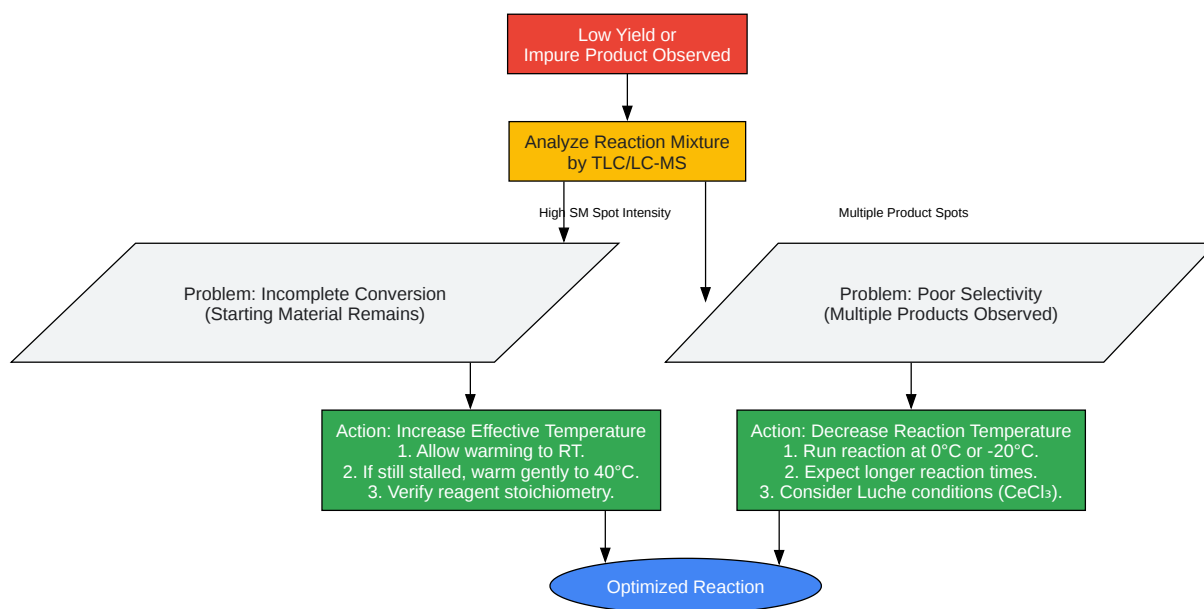 Low Yield or
Impure Product Observed
Analyze Reaction Mixture
by TLC/LC-MS
High SM Spot Intensity
Multiple Product Spots
Problem: Incomplete Conversion
(Starting Material Remains)
Problem: Poor Selectivity
(Multiple Products Observed)
Action: Increase Effective Temperature
1. Allow warming to RT.
2. If still stalled, warm gently to 40°C.
3. Verify reagent stoichiometry.
Action: Decrease Reaction Temperature
1. Run reaction at 0°C or -20°C.
2. Expect longer reaction times.
3. Consider Luche conditions (CeCl₃).
Optimized Reaction